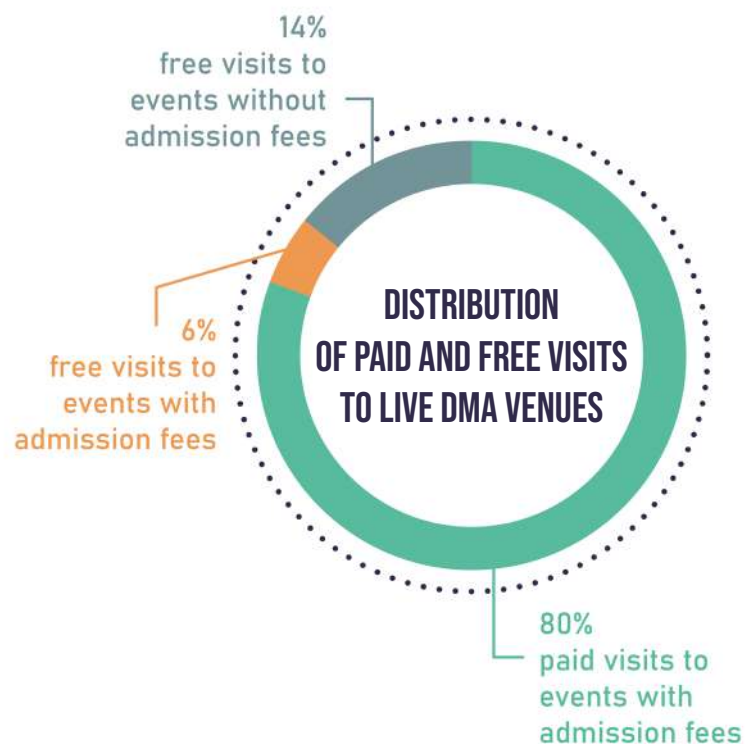 14%
free visits to
events without
admission fees
6%
free visits to
events with
admission fees
DISTRIBUTION
OF PAID AND FREE VISITS
TO LIVE DMA VENUES
80%
paid visits to
events with
admission fees